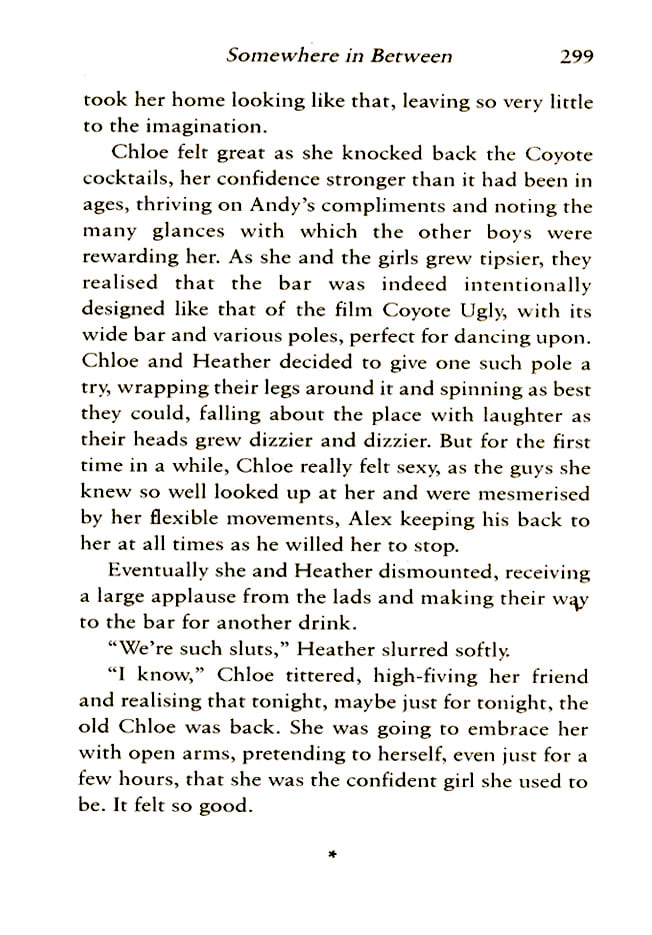 Somewhere in Between 299
took her home looking like that, leaving so very little
to the imagination.
Chloe felt great as she knocked back the Coyote
cocktails, her confidence stronger than it had been in
ages, thriving on Andy's compliments and noting the
many glances with which the other boys were
rewarding her. As she and the girls grew tipsier, they
realised that the bar was indeed intentionally
designed like that of the film Coyote Ugly, with its
wide bar and various poles, perfect for dancing upon.
Chloe and Heather decided to give one such pole a
try, wrapping their legs around it and spinning as best
they could, falling about the place with laughter as
their heads grew dizzier and dizzier. But for the first
time in a while, Chloe really felt sexy, as the guys she
knew so well looked up at her and were mesmerised
by her flexible movements, Alex keeping his back to
her at all times as he willed her to stop.
Eventually she and Heather dismounted, receiving
a large applause from the lads and making their way
to the bar for another drink.
“We're such sluts,” Heather slurred softly.
“I know,” Chloe tittered, high-fiving her friend
and realising that tonight, maybe just for tonight, the
old Chloe was back. She was going to embrace her
with open arms, pretending to herself, even just for a
few hours, that she was the confident girl she used to
be. It felt so good.
*